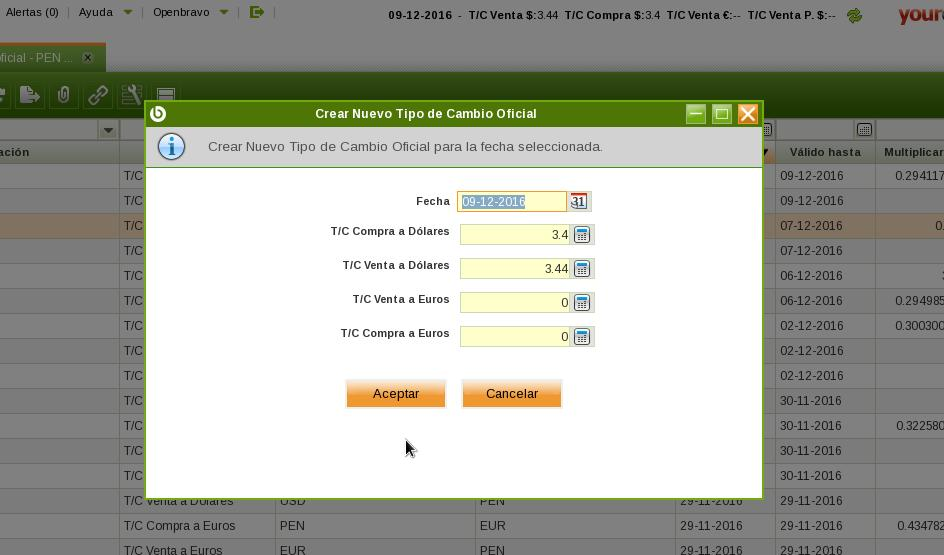 Alertas (0) Ayuda Openbravo 09-12-2016 - T/C Venta $:3.44 T/C Compra $:3.4 T/C Venta €:-- T/C Venta P. $:--
ficial - PEN ...
Crear Nuevo Tipo de Cambio Oficial
Crear Nuevo Tipo de Cambio Oficial para la fecha seleccionada.
Fecha 09-12-2016 31
T/C Compra a Dólares 3.4
T/C Venta a Dólares 3.44
T/C Venta a Euros 0
T/C Compra a Euros 0
Aceptar Cancelar
ación Válido hasta Multiplicar
T/C 09-12-2016 0.294117
T/C 09-12-2016
T/C 07-12-2016 0.
T/C 07-12-2016
T/C 06-12-2016
T/C 06-12-2016 0.294985
T/C 02-12-2016 0.300300
T/C 02-12-2016
T/C 02-12-2016
T/C 30-11-2016
T/C 30-11-2016 0.322580
T/C 30-11-2016
T/C 30-11-2016
T/C Venta a Dólares USD PEN 29-11-2016 29-11-2016
T/C Compra a Euros PEN EUR 29-11-2016 29-11-2016 0.434782
T/C Venta a Euros EUR PEN 29-11-2016 29-11-2016